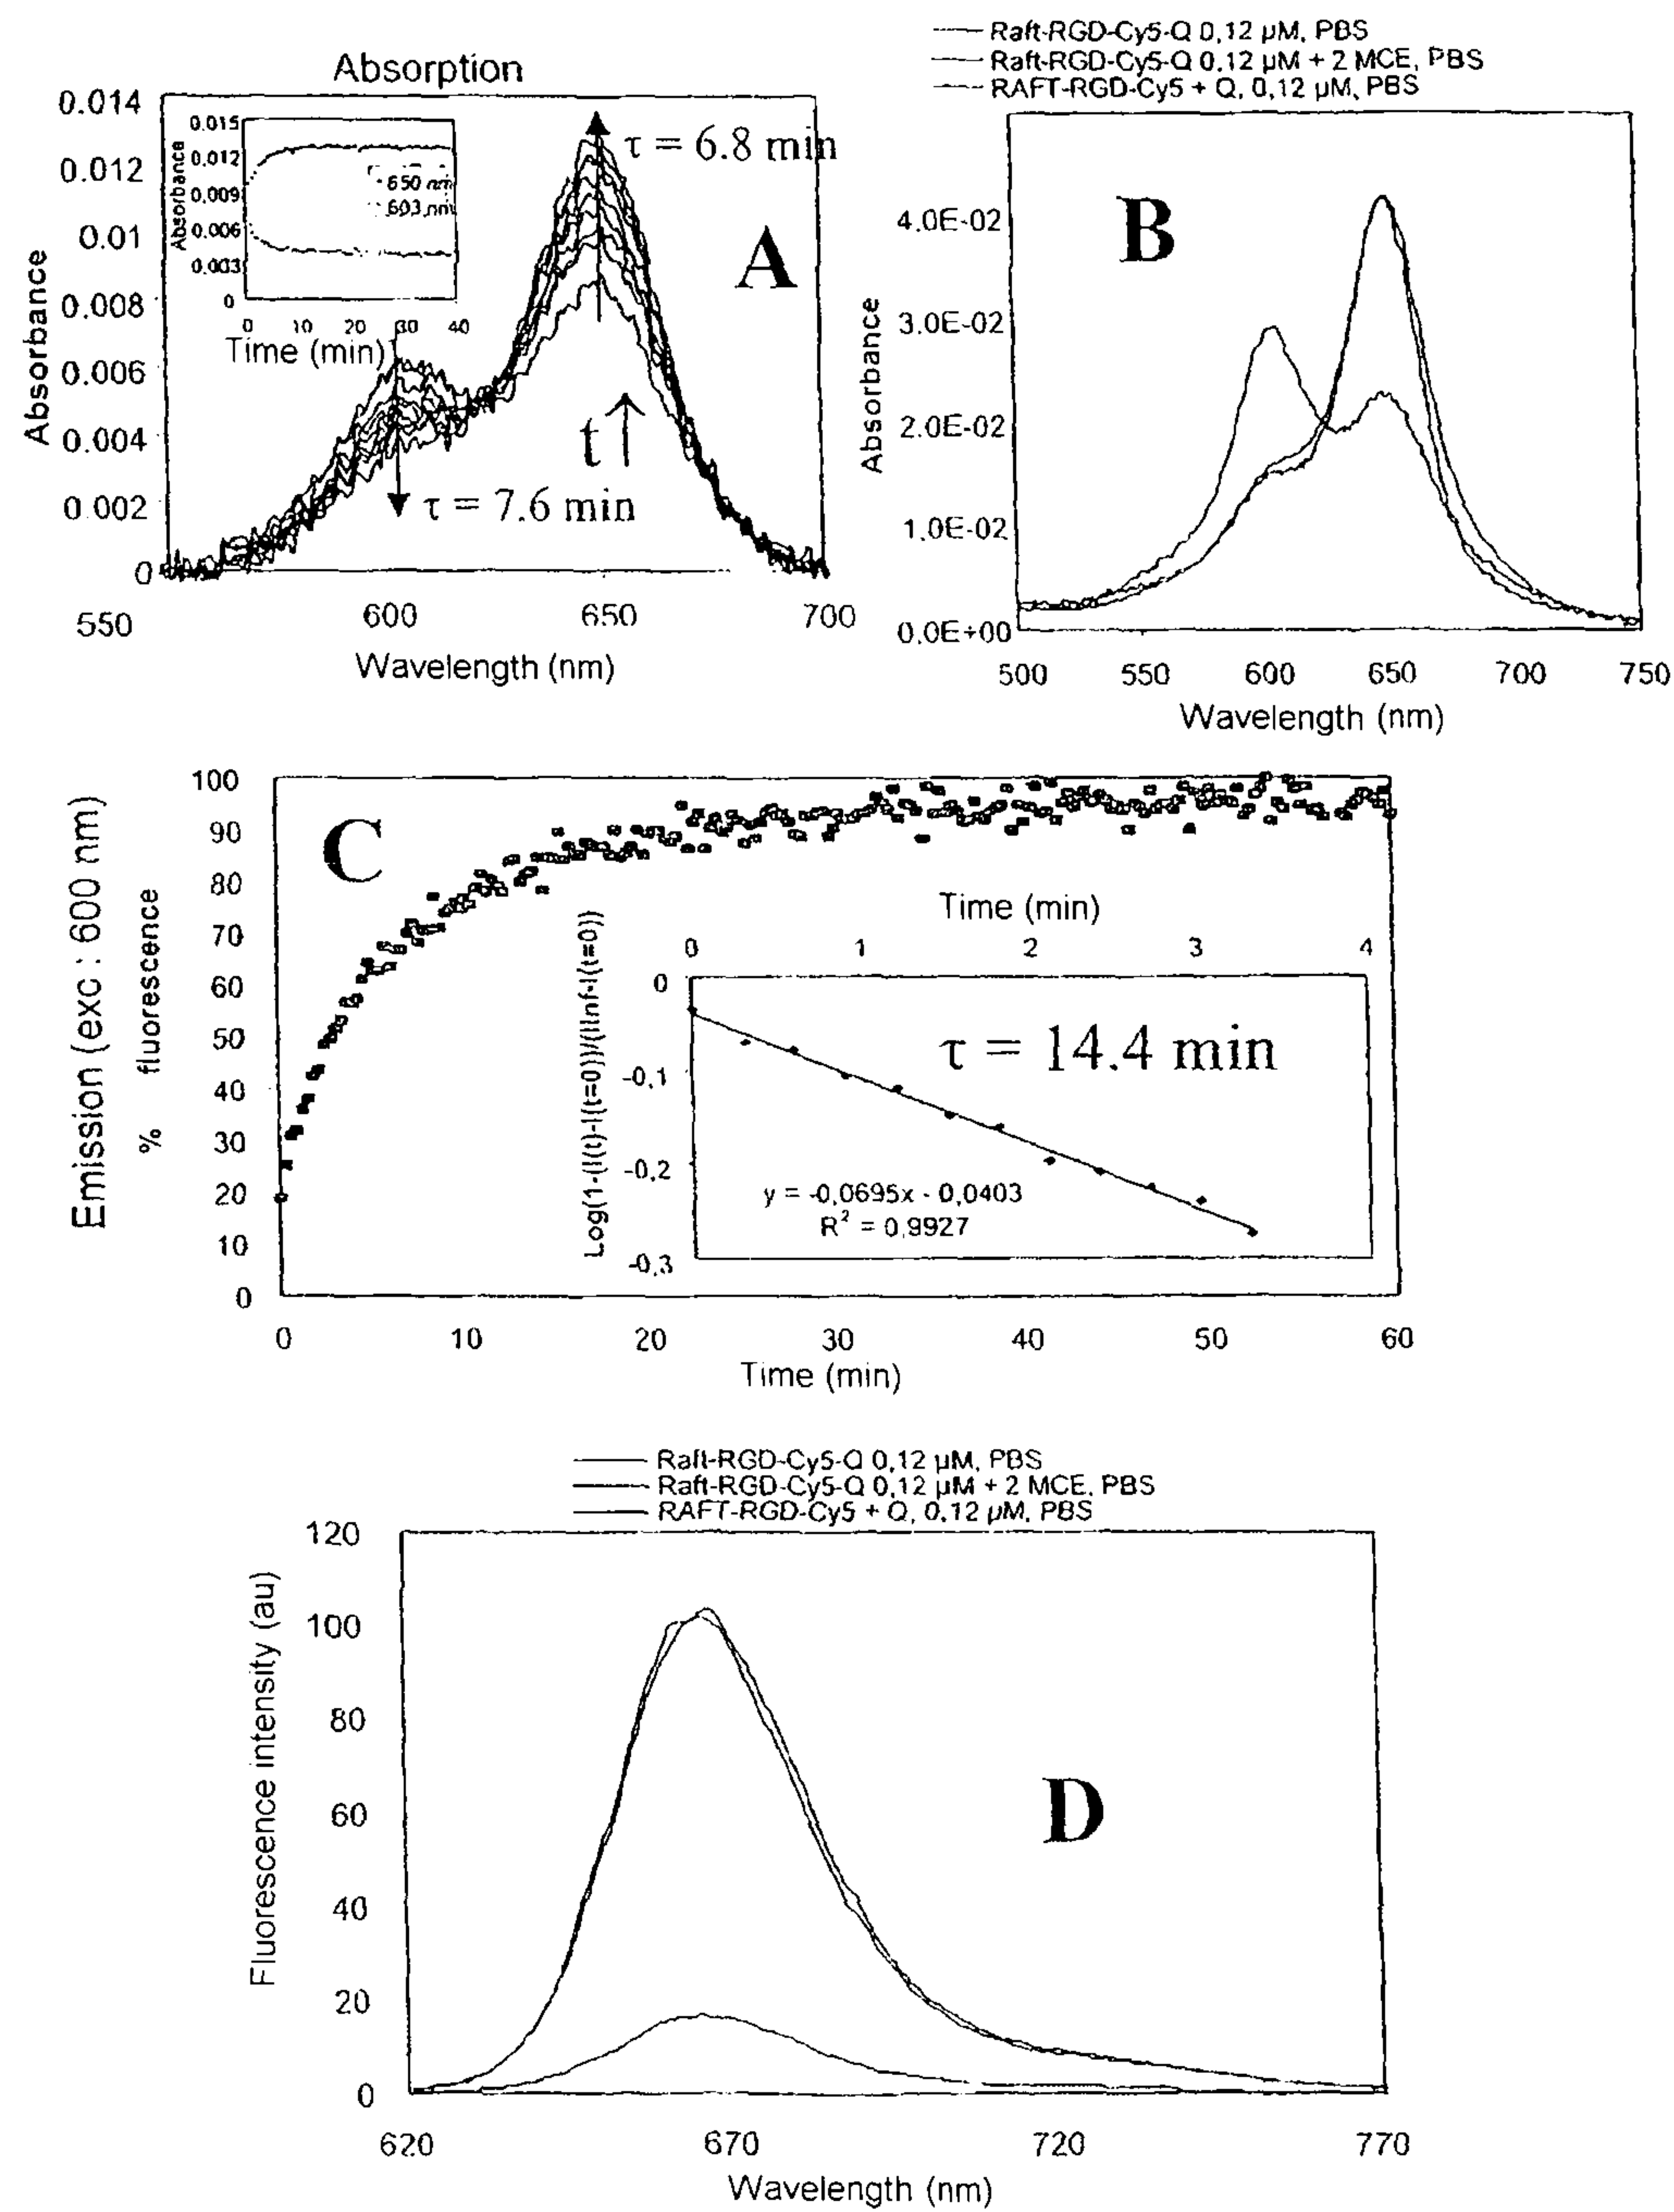 Absorption
0.014
0.012
0.01
0.008
0.006
0.004
0.002
0
Absorbance
550
600
650
700
Wavelength (nm)
0.015
0.012
0.009
0.006
0.003
0
Absorbance
0 10 20 30 40
Time (min)
650 nm
603 nm
τ = 6.8 min
A
t↑
τ = 7.6 min
Raft-RGD-Cy5-Q 0,12 µM, PBS
Raft-RGD-Cy5-Q 0,12 µM + 2 MCE, PBS
RAFT-RGD-Cy5 + Q, 0,12 µM, PBS
B
4.0E-02
3.0E-02
2.0E-02
1.0E-02
0.0E+00
Absorbance
500 550 600 650 700 750
Wavelength (nm)
Emission (exc : 600 nm)
% fluorescence
100
90
80
70
60
50
40
30
20
10
0
C
0 10 20 30 40 50 60
Time (min)
Time (min)
0 1 2 3 4
0
-0,1
-0,2
-0,3
Log(1-(I(t)-I(t=0))/(Iinf-I(t=0))
τ = 14.4 min
y = -0,0695x - 0,0403
R² = 0,9927
Raft-RGD-Cy5-Q 0,12 µM, PBS
Raft-RGD-Cy5-Q 0,12 µM + 2 MCE, PBS
RAFT-RGD-Cy5 + Q, 0,12 µM, PBS
120
100
80
60
40
20
0
Fluorescence intensity (au)
D
620 670 720 770
Wavelength (nm)